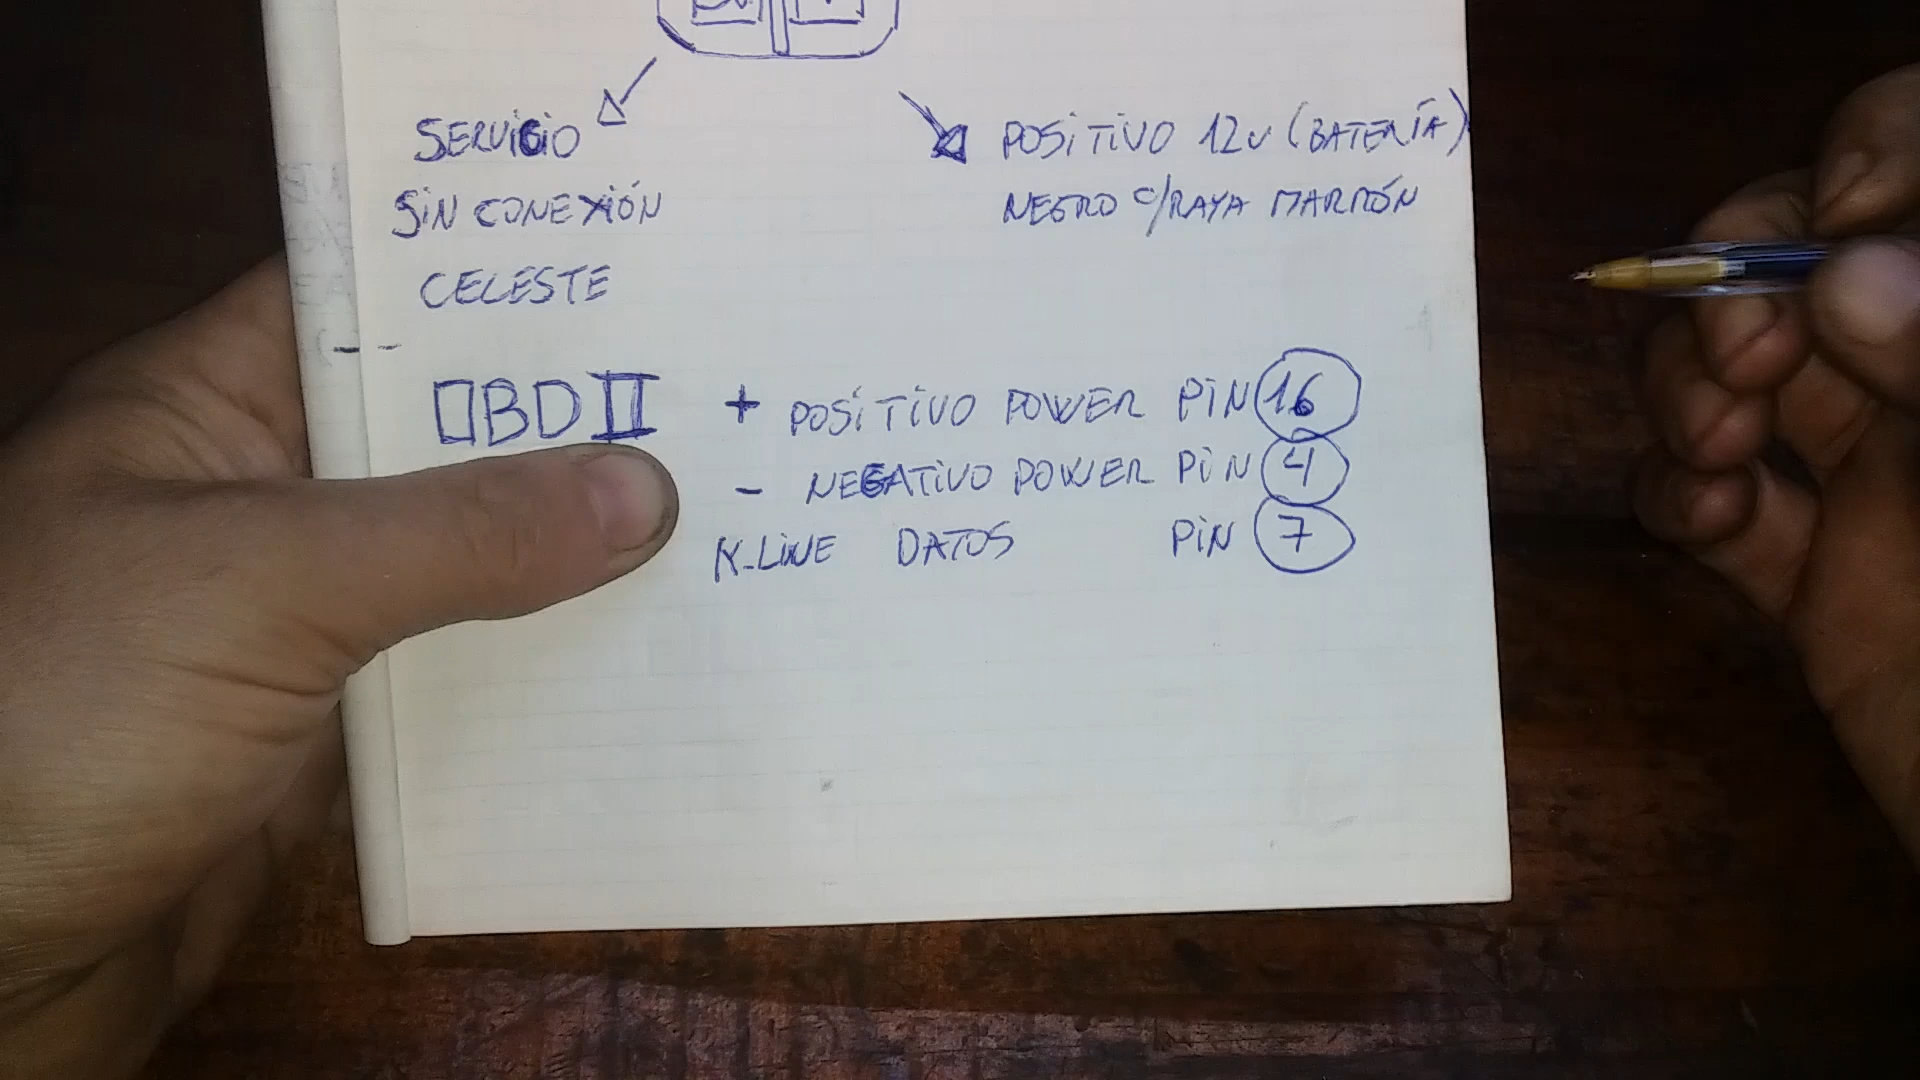 SERVICIO
SIN CONEXIÓN
CELESTE
POSITIVO 12V (BATERÍA)
NEGRO C/RAYA MARRÓN
OBD II
+ POSITIVO POWER PIN 16
- NEGATIVO POWER PIN 4
K-LINE DATOS PIN 7